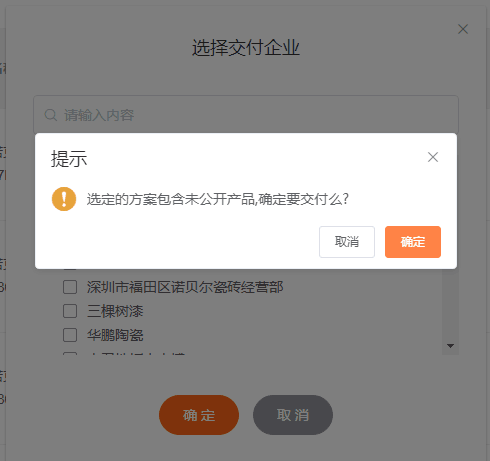 选择交付企业
请输入内容
提示
选定的方案包含未公开产品,确定要交付么?
取消
确定
深圳市福田区诺贝尔瓷砖经营部
三棵树漆
华鹏陶瓷
确 定
取 消